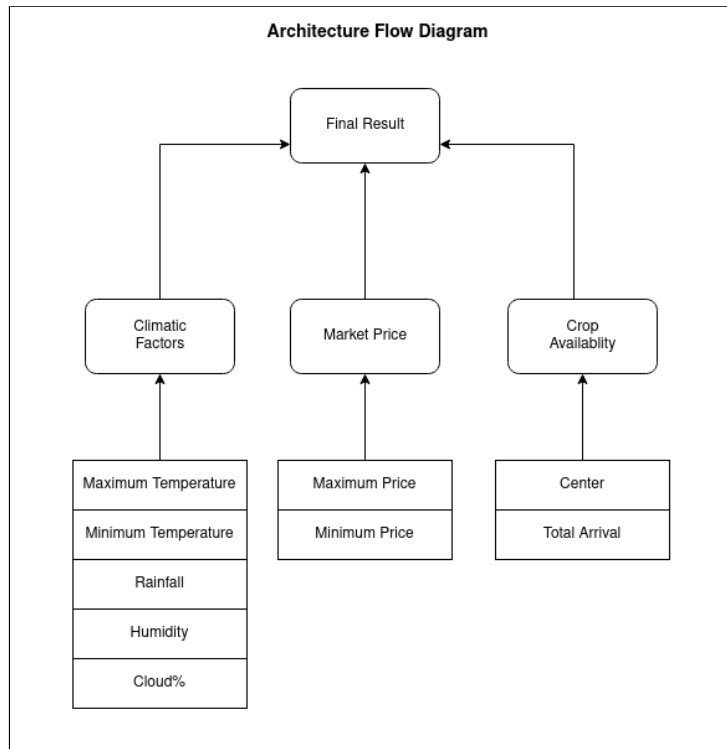 Architecture Flow Diagram
Final Result
Climatic
Factors
Market Price
Crop
Availablity
Maximum Temperature
Minimum Temperature
Rainfall
Humidity
Cloud%
Maximum Price
Minimum Price
Center
Total Arrival